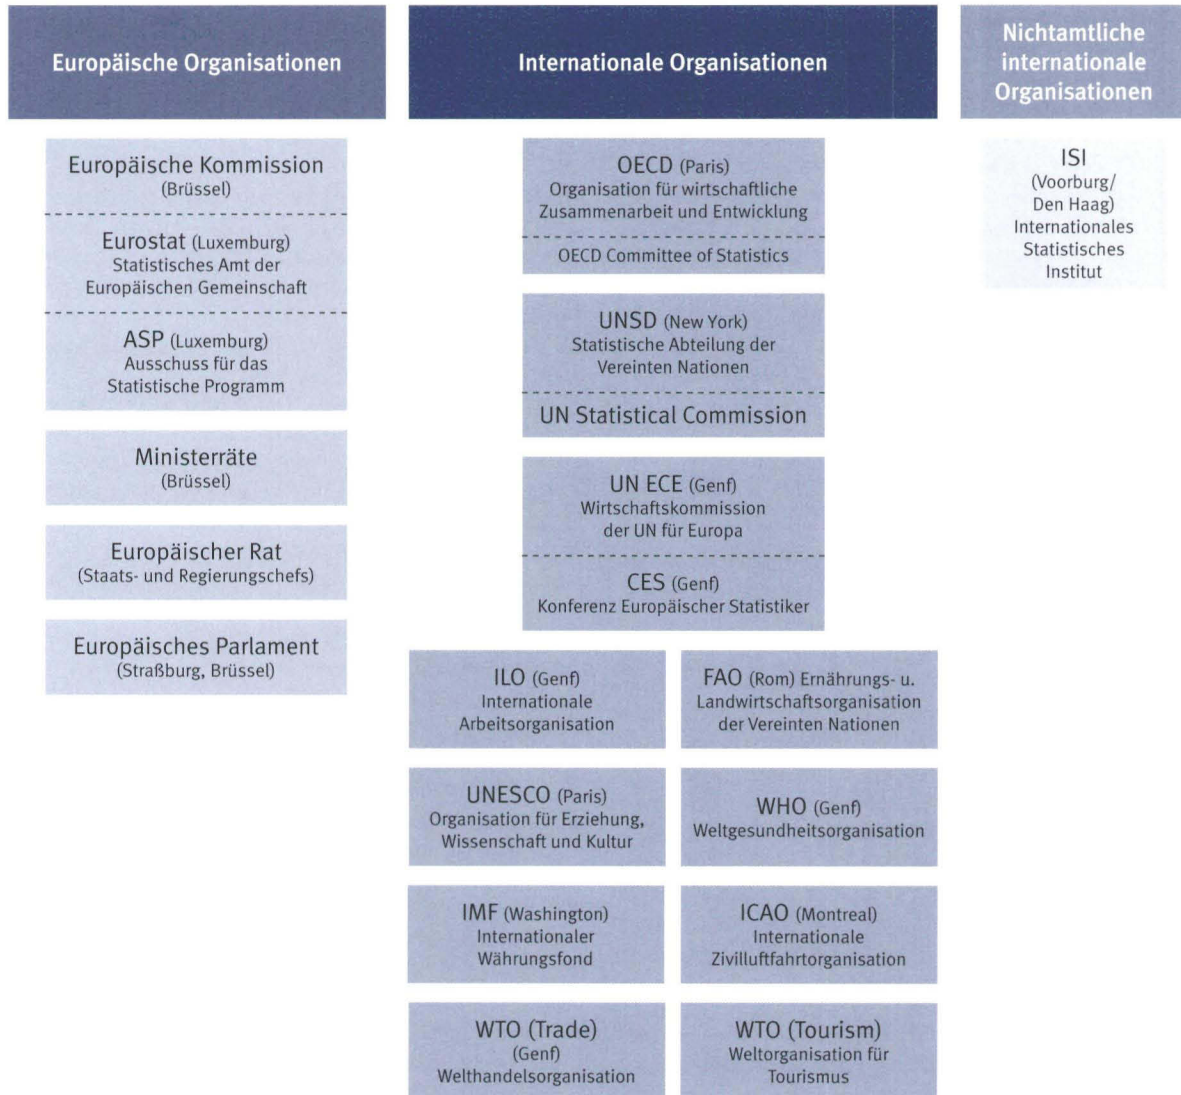 Europäische Organisationen
Europäische Kommission
(Brüssel)
Eurostat (Luxemburg)
Statistisches Amt der
Europäischen Gemeinschaft
ASP (Luxemburg)
Ausschuss für das
Statistische Programm
Ministerräte
(Brüssel)
Europäischer Rat
(Staats- und Regierungschefs)
Europäisches Parlament
(Straßburg, Brüssel)
Internationale Organisationen
OECD (Paris)
Organisation für wirtschaftliche
Zusammenarbeit und Entwicklung
OECD Committee of Statistics
UNSD (New York)
Statistische Abteilung der
Vereinten Nationen
UN Statistical Commission
UN ECE (Genf)
Wirtschaftskommission
der UN für Europa
CES (Genf)
Konferenz Europäischer Statistiker
ILO (Genf)
Internationale
Arbeitsorganisation
FAO (Rom) Ernährungs- u.
Landwirtschaftsorganisation
der Vereinten Nationen
UNESCO (Paris)
Organisation für Erziehung,
Wissenschaft und Kultur
WHO (Genf)
Weltgesundheitsorganisation
IMF (Washington)
Internationaler
Währungsfond
ICAO (Montreal)
Internationale
Zivilluftfahrtorganisation
WTO (Trade)
(Genf)
Welthandelsorganisation
WTO (Tourism)
Weltorganisation für
Tourismus
Nichtamtliche
internationale
Organisationen
ISI
(Voorburg/
Den Haag)
Internationales
Statistisches
Institut